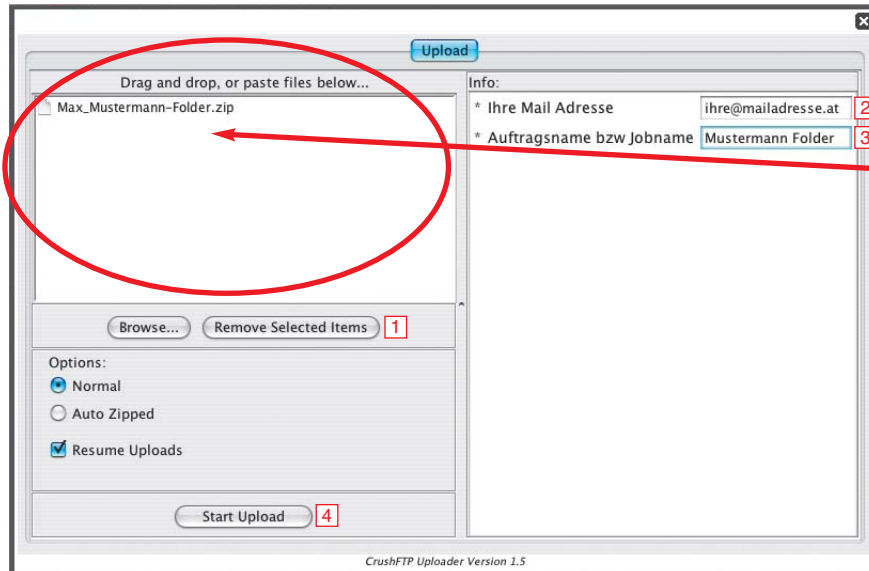 Upload
Drag and drop, or paste files below...
Max_Mustermann-Folder.zip
Browse...
Remove Selected Items
1
Options:
Normal
Auto Zipped
Resume Uploads
Start Upload
4
Info:
* Ihre Mail Adresse
ihre@mailadresse.at
2
* Auftragsname bzw Jobname
Mustermann Folder
3
CrushFTP Uploader Version 1.5